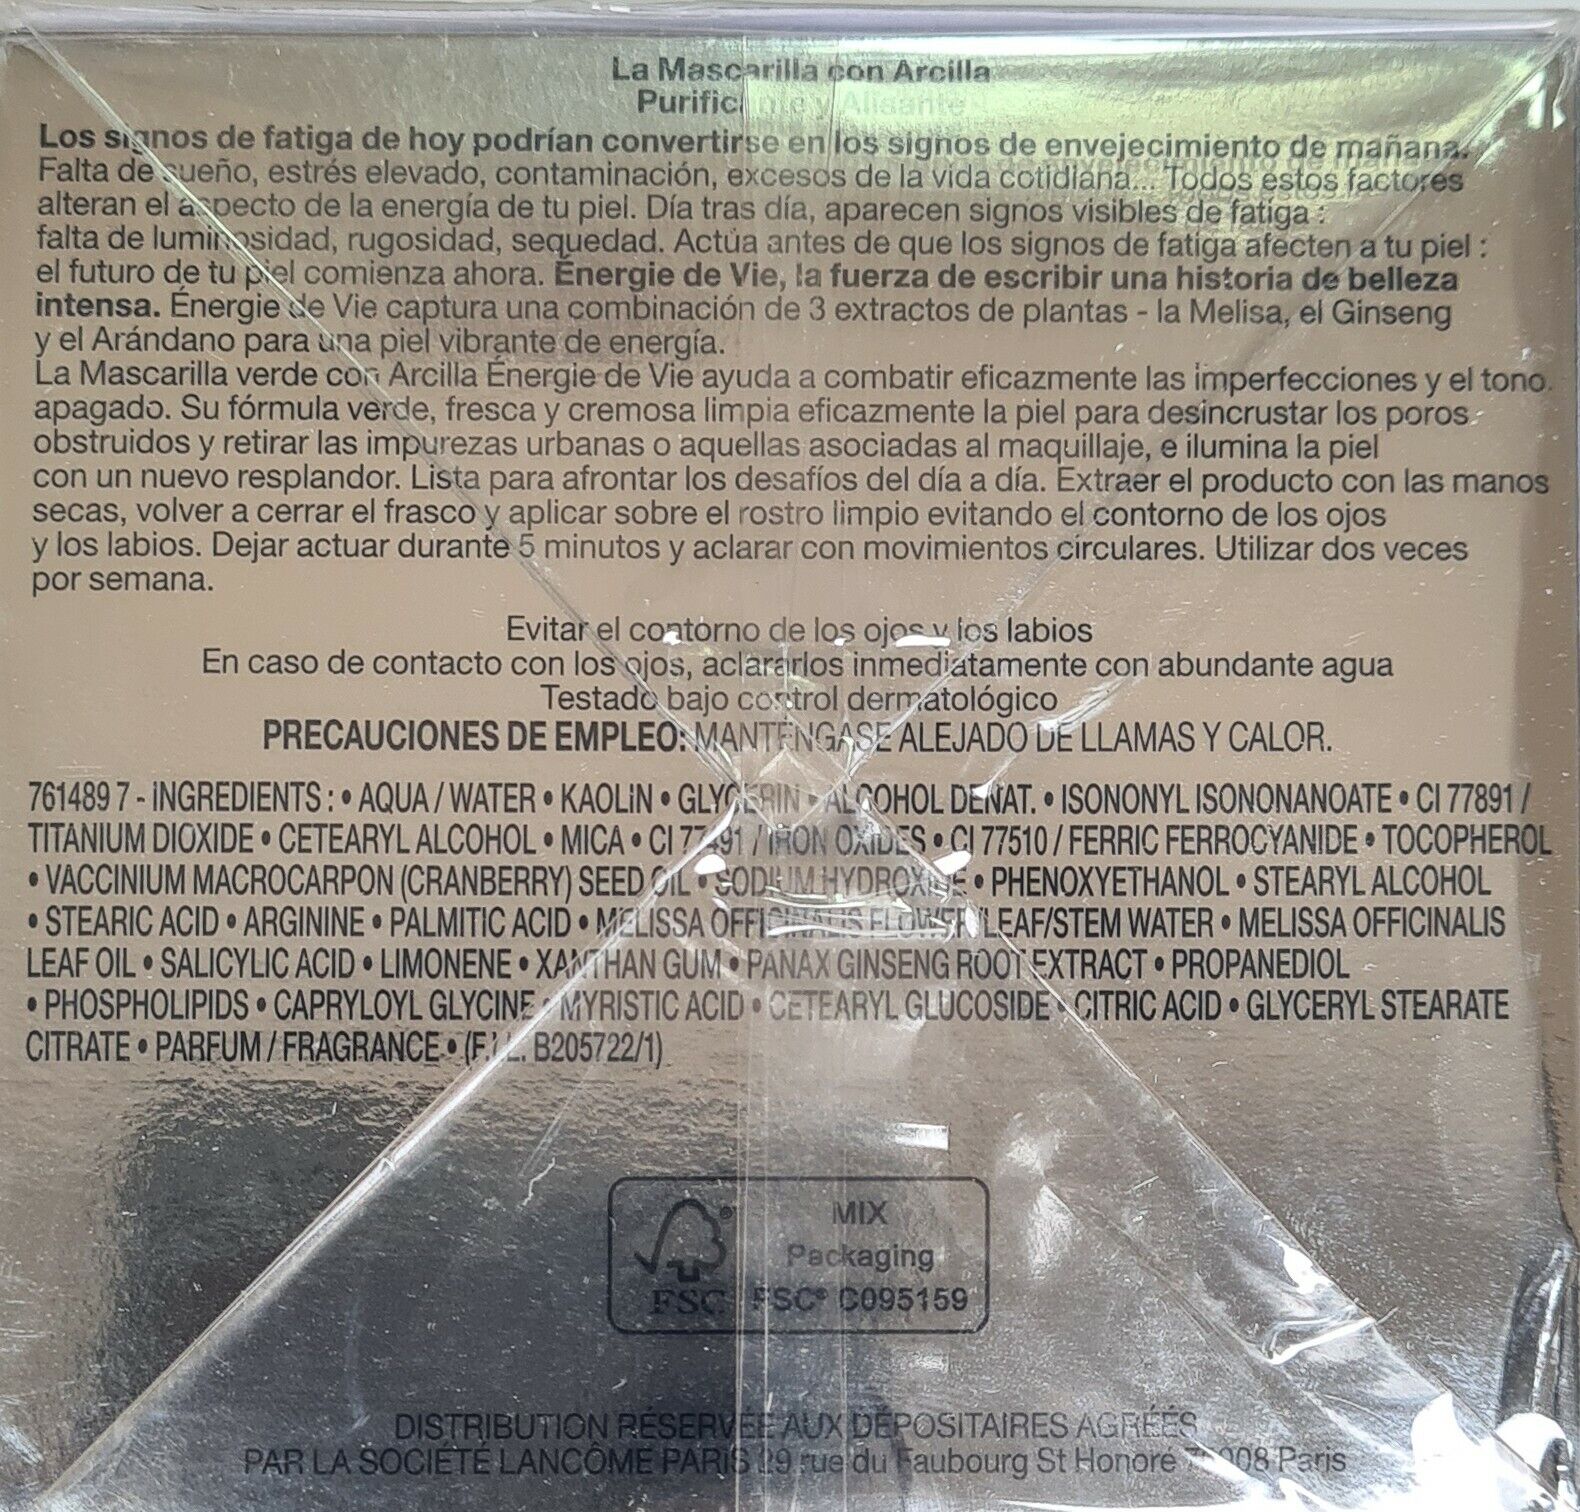 La Mascarilla con Arcilla
Purificante y Alisante
Los signos de fatiga de hoy podrían convertirse en los signos de envejecimiento de mañana.
Falta de sueño, estrés elevado, contaminación, excesos de la vida cotidiana... Todos estos factores
alteran el aspecto de la energía de tu piel. Día tras día, aparecen signos visibles de fatiga :
falta de luminosidad, rugosidad, sequedad. Actúa antes de que los signos de fatiga afecten a tu piel :
el futuro de tu piel comienza ahora. Énergie de Vie, la fuerza de escribir una historia de belleza
intensa. Énergie de Vie captura una combinación de 3 extractos de plantas - la Melisa, el Ginseng
y el Arándano para una piel vibrante de energía.
La Mascarilla verde con Arcilla Énergie de Vie ayuda a combatir eficazmente las imperfecciones y el tono
apagado. Su fórmula verde, fresca y cremosa limpia eficazmente la piel para desincrustar los poros
obstruidos y retirar las impurezas urbanas o aquellas asociadas al maquillaje, e ilumina la piel
con un nuevo resplandor. Lista para afrontar los desafíos del día a día. Extraer el producto con las manos
secas, volver a cerrar el frasco y aplicar sobre el rostro limpio evitando el contorno de los ojos
y los labios. Dejar actuar durante 5 minutos y aclarar con movimientos circulares. Utilizar dos veces
por semana.
Evitar el contorno de los ojos y los labios
En caso de contacto con los ojos, aclararlos inmediatamente con abundante agua
Testado bajo control dermatológico
PRECAUCIONES DE EMPLEO: MANTÉNGASE ALEJADO DE LLAMAS Y CALOR.
761489 7 - INGREDIENTS : • AQUA / WATER • KAOLIN • GLYCERIN • ALCOHOL DENAT. • ISONONYL ISONONANOATE • CI 77891 /
TITANIUM DIOXIDE • CETEARYL ALCOHOL • MICA • CI 77491 / IRON OXIDES • CI 77510 / FERRIC FERROCYANIDE • TOCOPHEROL
• VACCINIUM MACROCARPON (CRANBERRY) SEED OIL • SODIUM HYDROXIDE • PHENOXYETHANOL • STEARYL ALCOHOL
• STEARIC ACID • ARGININE • PALMITIC ACID • MELISSA OFFICINALIS FLOWER/LEAF/STEM WATER • MELISSA OFFICINALIS
LEAF OIL • SALICYLIC ACID • LIMONENE • XANTHAN GUM • PANAX GINSENG ROOT EXTRACT • PROPANEDIOL
• PHOSPHOLIPIDS • CAPRYLOYL GLYCINE • MYRISTIC ACID • CETEARYL GLUCOSIDE • CITRIC ACID • GLYCERYL STEARATE
CITRATE • PARFUM / FRAGRANCE • (F.I.L. B205722/1)
MIX
Packaging
FSC FSC® C095159
DISTRIBUTION RÉSERVÉE AUX DÉPOSITAIRES AGRÉÉS
PAR LA SOCIÉTÉ LANCÔME PARIS 29 rue du Faubourg St Honoré 75008 Paris